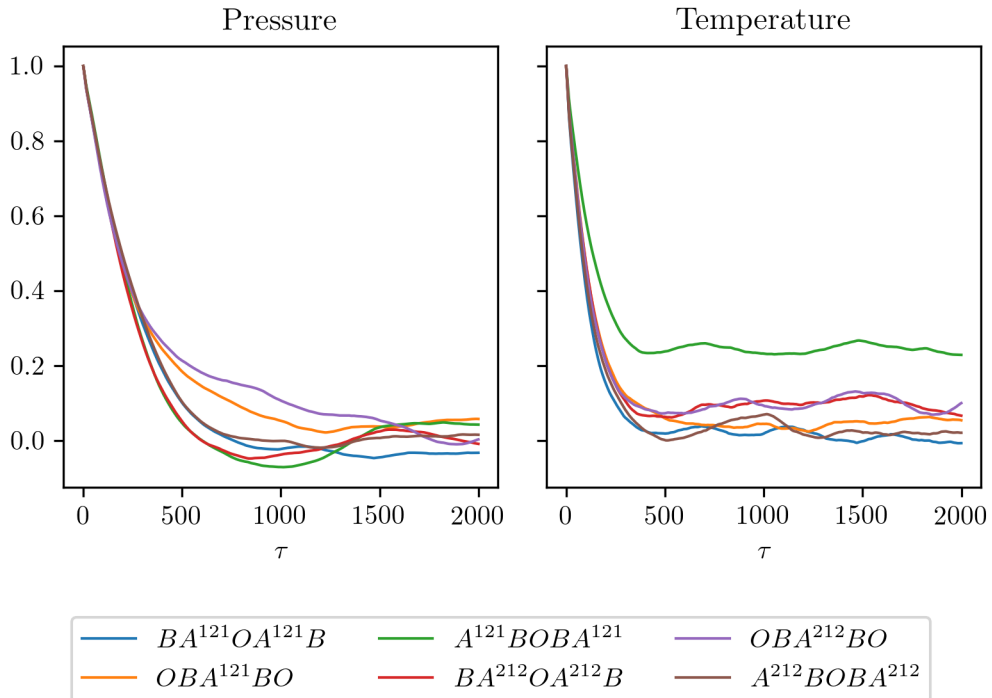 Pressure Temperature
1.0
0.8
0.6
0.4
0.2
0.0
0 500 1000 1500 2000 0 500 1000 1500 2000
τ τ
BA¹²¹OA¹²¹B A¹²¹BOBA¹²¹ OBA²¹²BO
OBA¹²¹BO BA²¹²OA²¹²B A²¹²BOBA²¹²